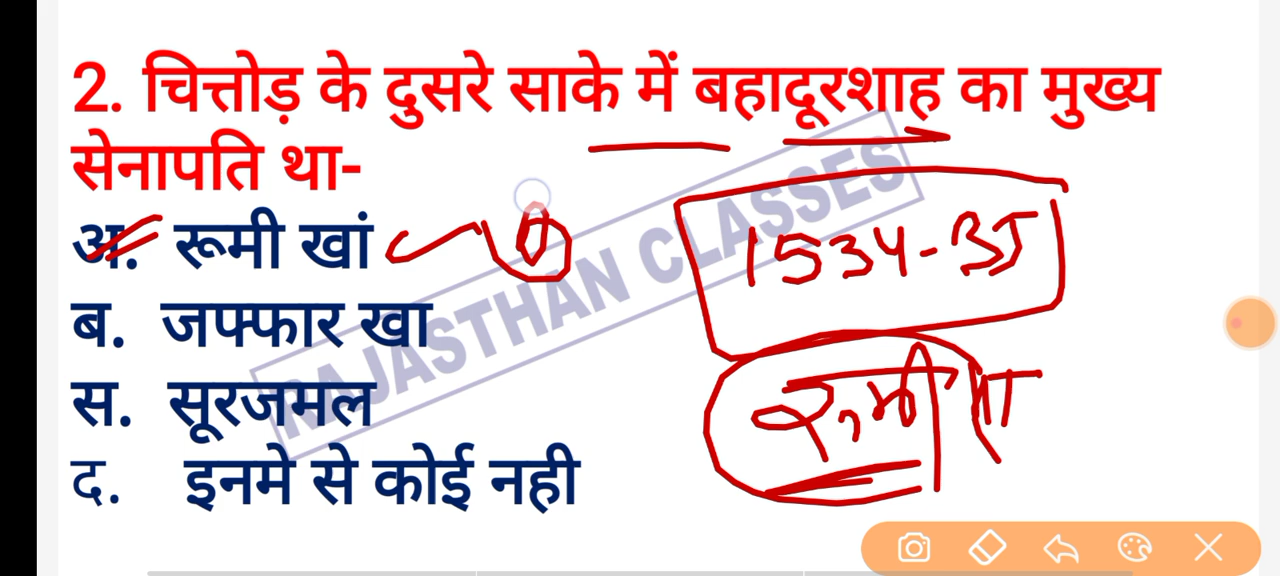 2. चित्तोड़ के दुसरे साके में बहादूरशाह का मुख्य
सेनापति था-
अ. रूमी खां
ब. जफ्फार खा
स. सूरजमल
द. इनमे से कोई नही
1534-35
RAJASTHAN CLASSES